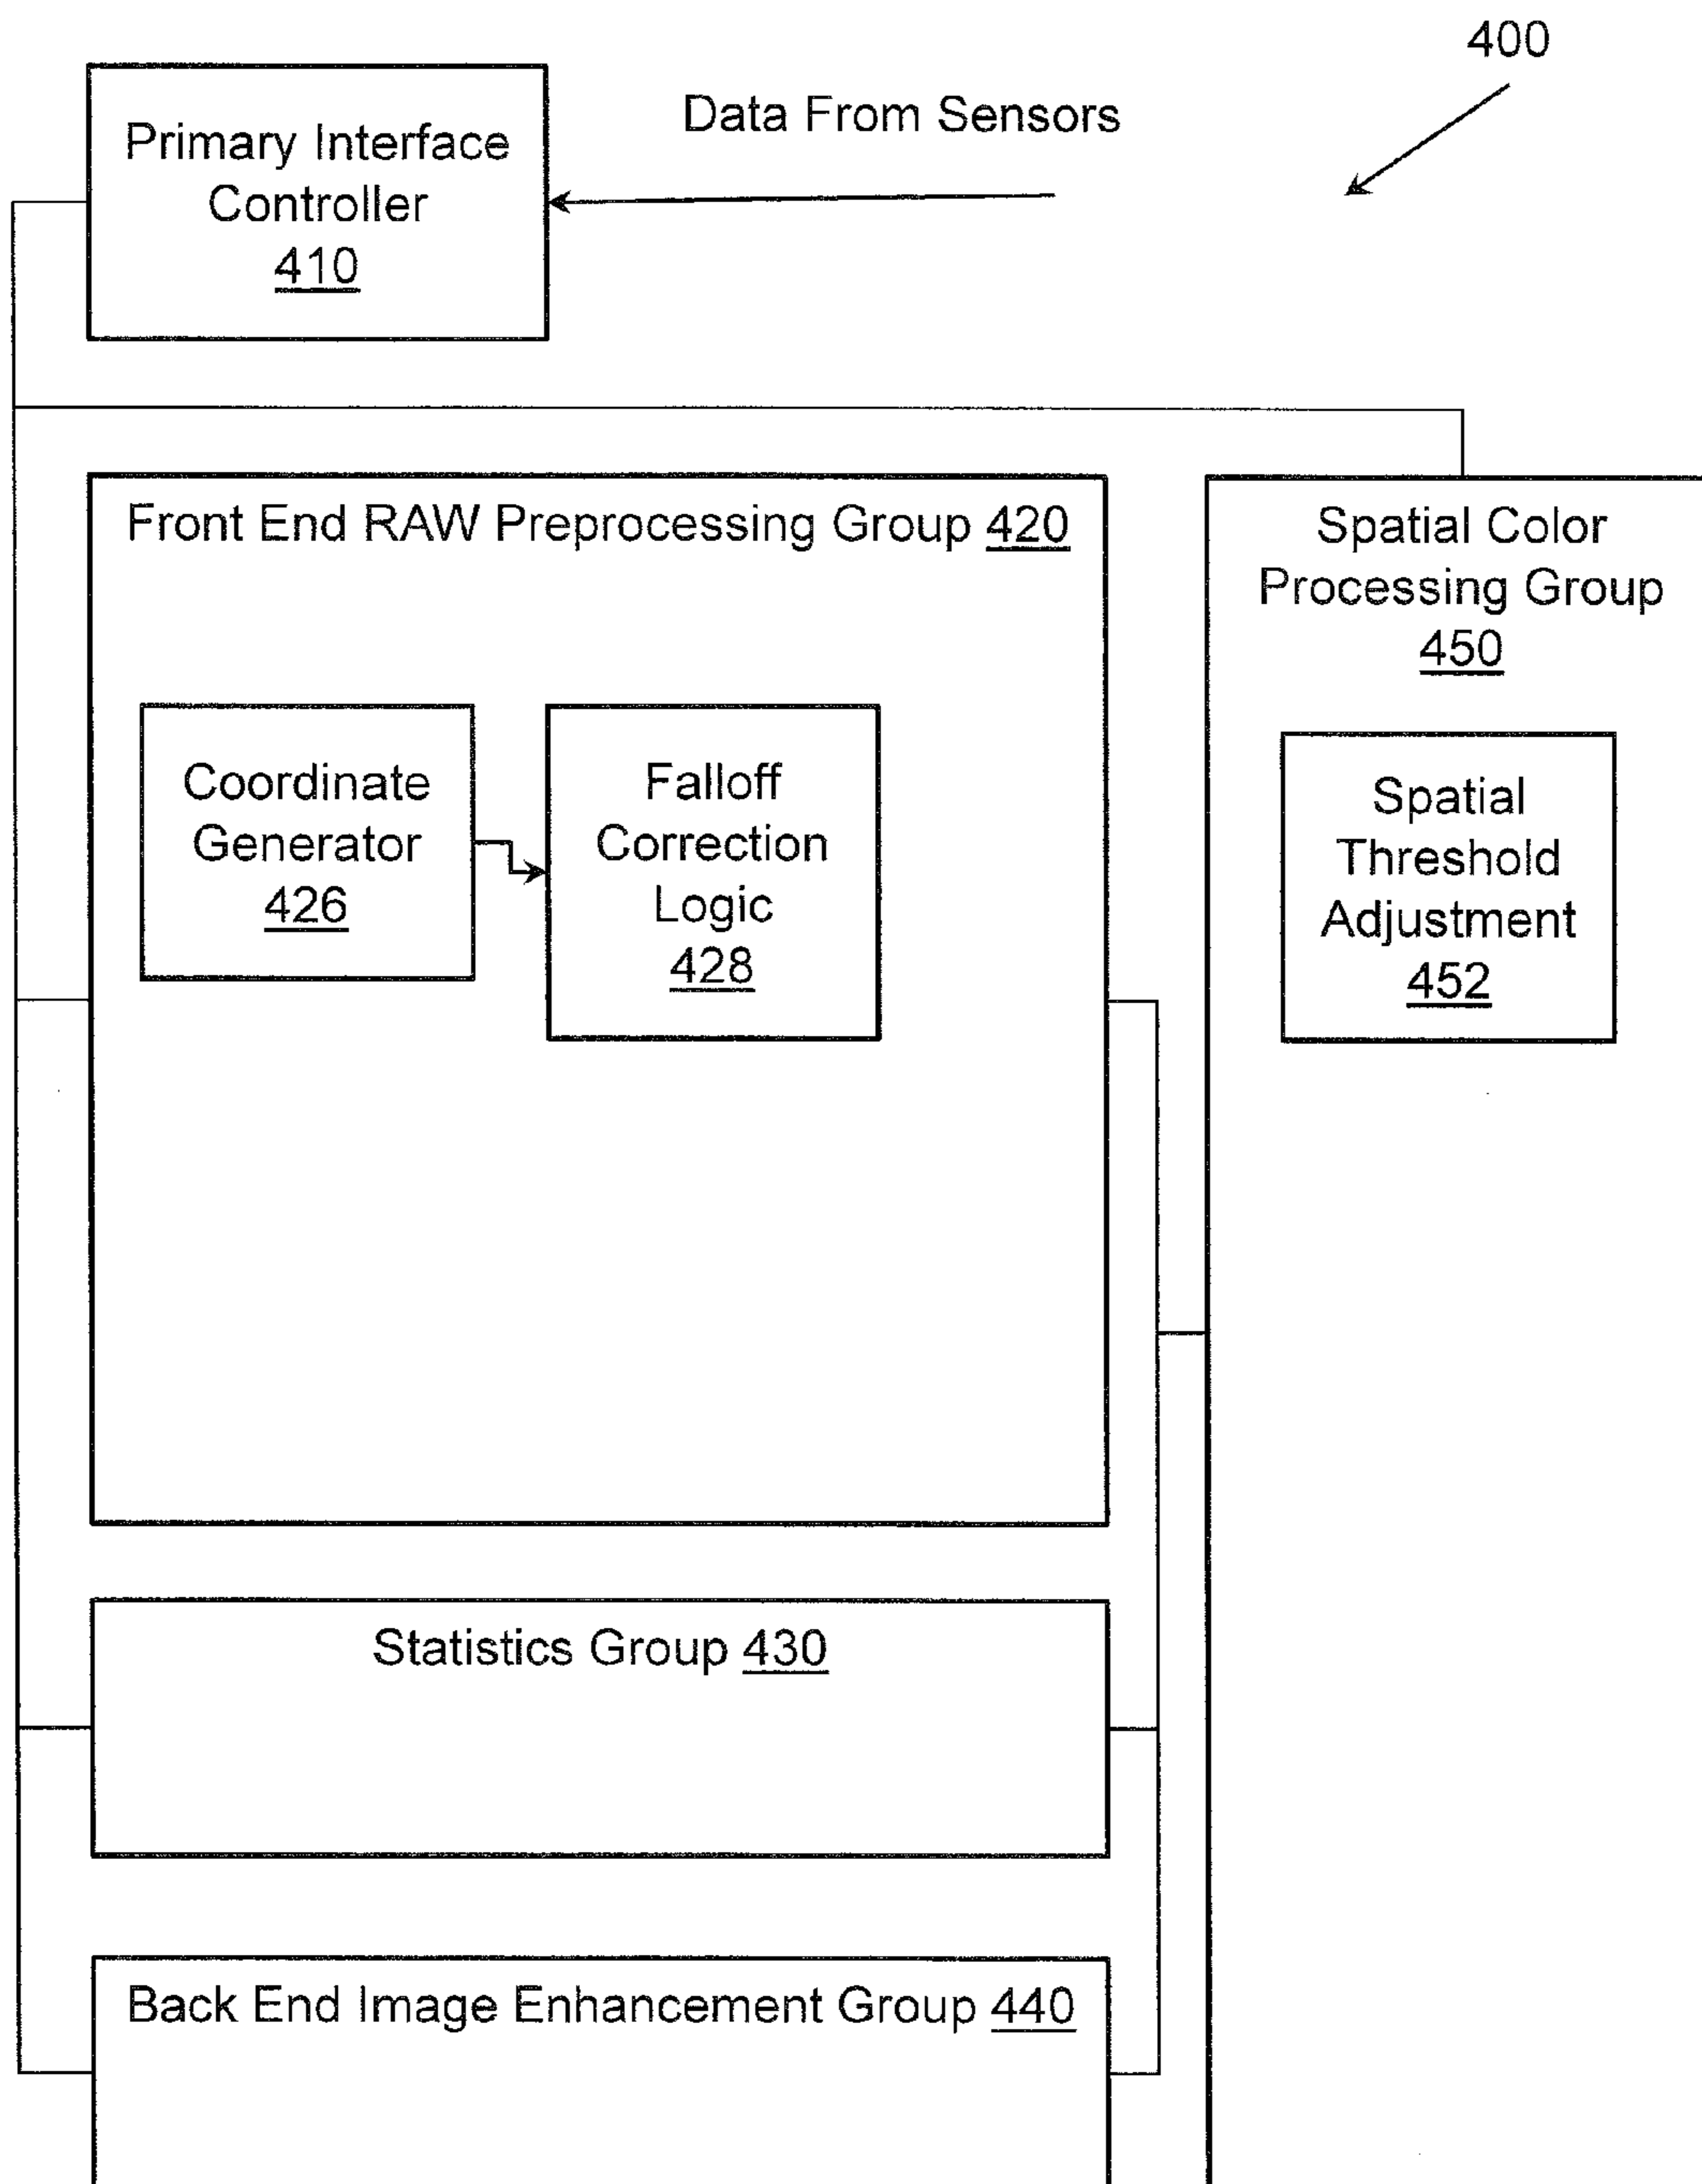 400
Data From Sensors
Primary Interface
Controller
410
Front End RAW Preprocessing Group 420
Coordinate
Generator
426
Falloff
Correction
Logic
428
Spatial Color
Processing Group
450
Spatial
Threshold
Adjustment
452
Statistics Group 430
Back End Image Enhancement Group 440